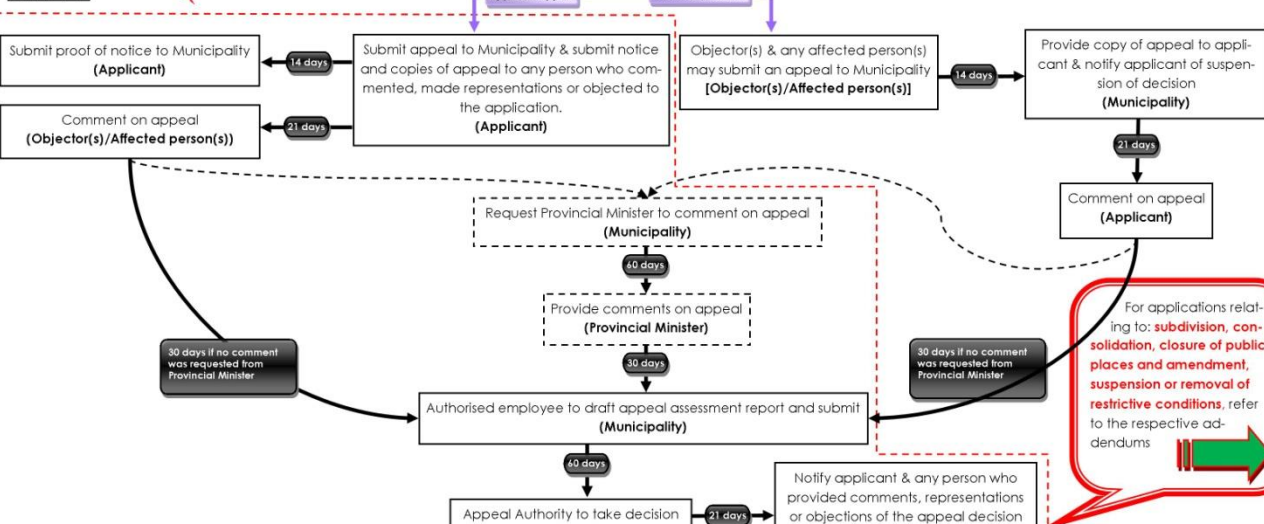 Submit proof of notice to Municipality
(Applicant)
14 days
Submit appeal to Municipality & submit notice
and copies of appeal to any person who com-
mented, made representations or objected to
the application.
(Applicant)
Objector(s) & any affected person(s)
may submit an appeal to Municipality
[Objector(s)/Affected person(s)]
14 days
Provide copy of appeal to appli-
cant & notify applicant of suspen-
sion of decision
(Municipality)
Comment on appeal
(Objector(s)/Affected person(s))
21 days
21 days
Request Provincial Minister to comment on appeal
(Municipality)
Comment on appeal
(Applicant)
60 days
Provide comments on appeal
(Provincial Minister)
For applications relat-
ing to: subdivision, con-
solidation, closure of public
places and amendment,
suspension or removal of
restrictive conditions, refer
to the respective ad-
dendums
30 days if no comment
was requested from
Provincial Minister
30 days
30 days if no comment
was requested from
Provincial Minister
Authorised employee to draft appeal assessment report and submit
(Municipality)
60 days
Appeal Authority to take decision
21 days
Notify applicant & any person who
provided comments, representations
or objections of the appeal decision